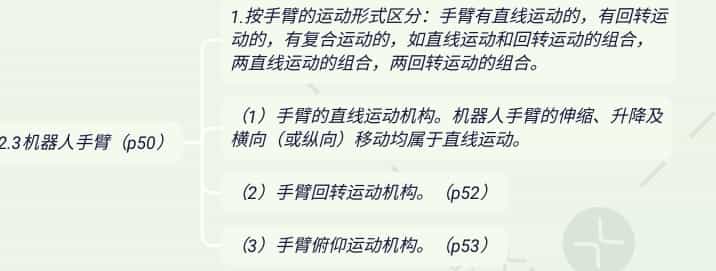 1.按手臂的运动形式区分：手臂有直线运动的，有回转运
动的，有复合运动的，如直线运动和回转运动的组合，
两直线运动的组合，两回转运动的组合。
（1）手臂的直线运动机构。机器人手臂的伸缩、升降及
横向（或纵向）移动均属于直线运动。
2.3机器人手臂（p50）
（2）手臂回转运动机构。（p52）
（3）手臂俯仰运动机构。（p53）